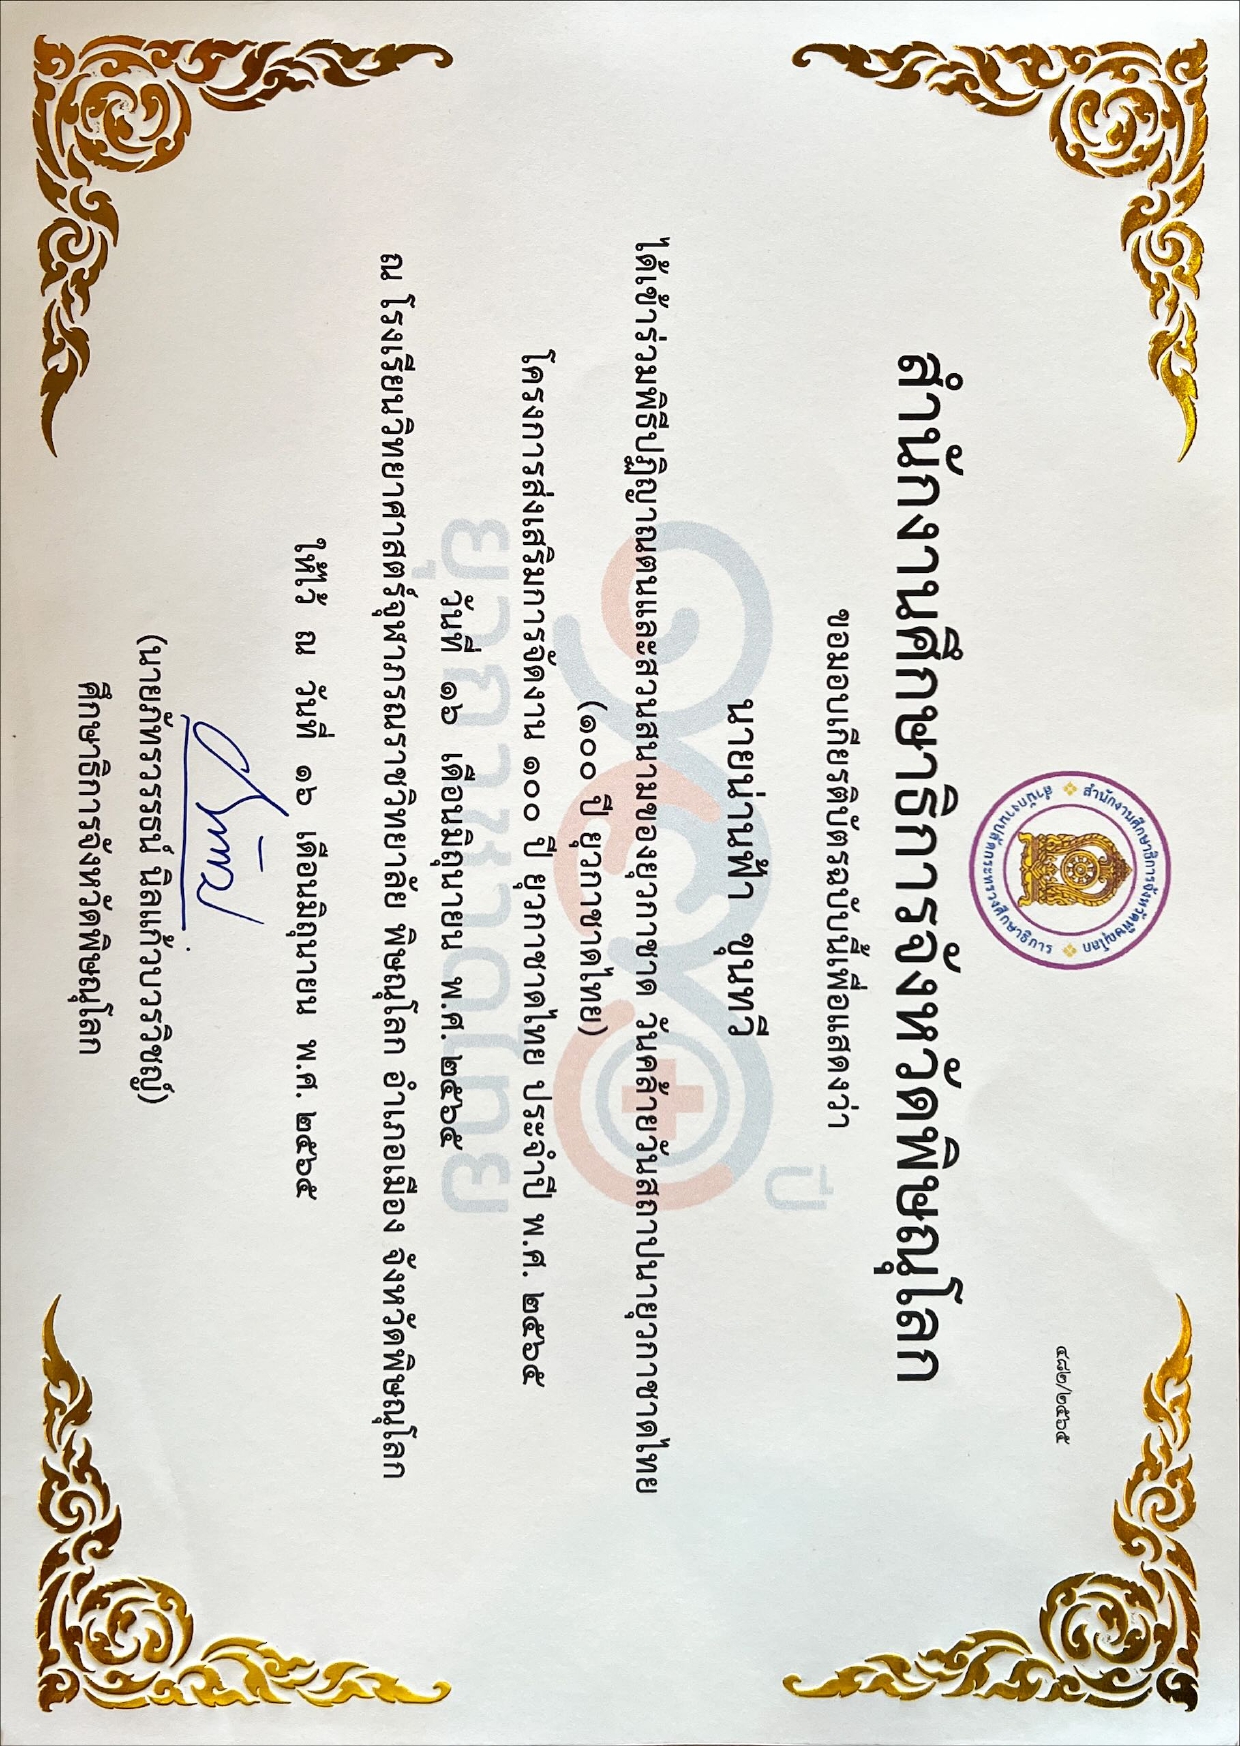 สำนักงานศึกษาธิการจังหวัดพิษณุโลก
สำนักงานปลัดกระทรวงศึกษาธิการ
๔๘๒/๒๕๖๕
สำนักงานศึกษาธิการจังหวัดพิษณุโลก
ขอมอบเกียรติบัตรฉบับนี้เพื่อแสดงว่า
๑๐๐ ปี
นายน่านฟ้า ขุนทวี
ได้เข้าร่วมพิธีปฏิญาณตนและสวนสนามของยุวกาชาด วันคล้ายวันสถาปนายุวกาชาดไทย
(๑๐๐ ปี ยุวกาชาดไทย)
โครงการส่งเสริมการจัดงาน ๑๐๐ ปี ยุวกาชาดไทย ประจำปี พ.ศ. ๒๕๖๕
ยุวกาชาดไทย
วันที่ ๑๖ เดือนมิถุนายน พ.ศ. ๒๕๖๕
ณ โรงเรียนวิทยาศาสตร์จุฬาภรณราชวิทยาลัย พิษณุโลก อำเภอเมือง จังหวัดพิษณุโลก
ให้ไว้ ณ วันที่ ๑๖ เดือนมิถุนายน พ.ศ. ๒๕๖๕
(นายภัทรวรรธน์ นิลแก้วบวรวิชญ์)
ศึกษาธิการจังหวัดพิษณุโลก